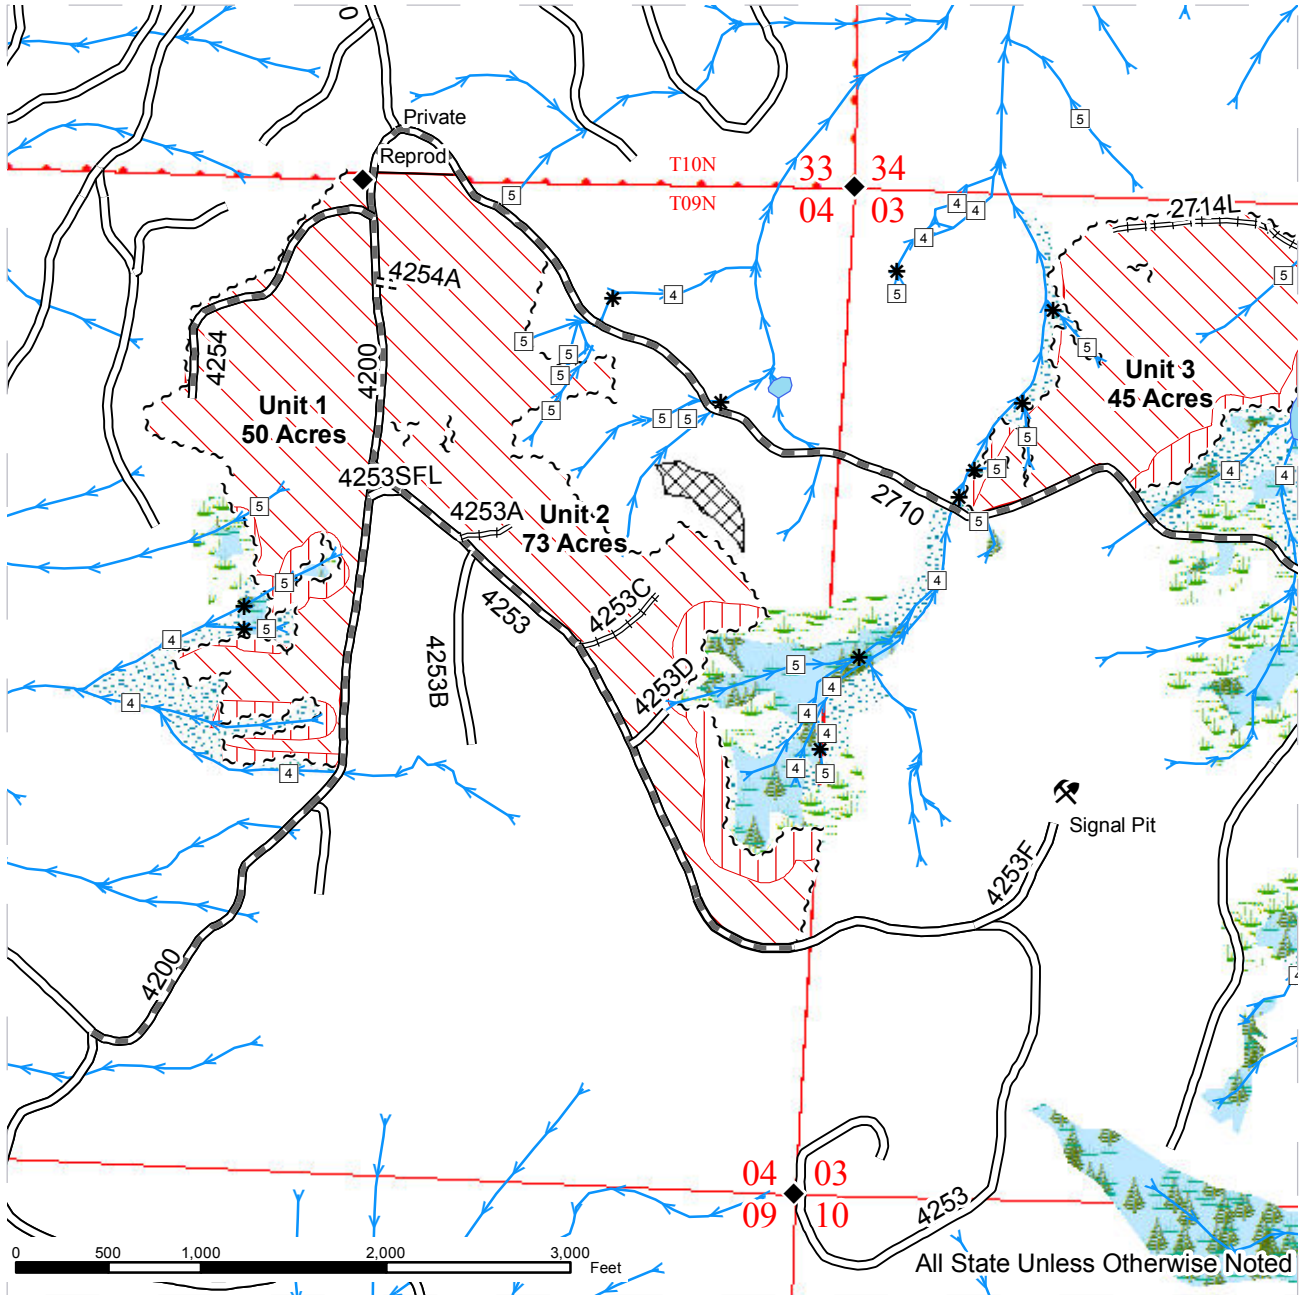 0
Private
Reprod
T10N
T09N
33 34
04 03
5
5
4
4
4
5
2714L
5
4254A
4
5
5
5
5
4254
4200
5
Unit 3
45 Acres
Unit 1
50 Acres
5 5
5
5
4
4
4253SFL
4253A
Unit 2
73 Acres
2710
5
5
5
4
4253
4253C
4
5
4253B
4253D
5
4
4
4
4
4
4
5
Signal Pit
4253F
4200
4
04 03
09 10
4253
0 500 1,000 2,000 3,000
Feet
All State Unless Otherwise Noted